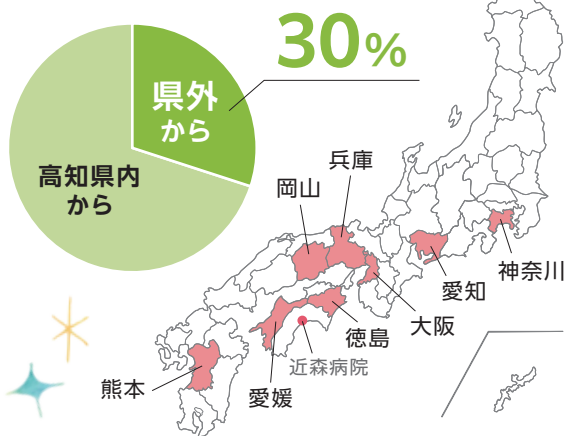 30%
県外
から
高知県内
から
兵庫
岡山
神奈川
愛知
大阪
徳島
近森病院
愛媛
熊本